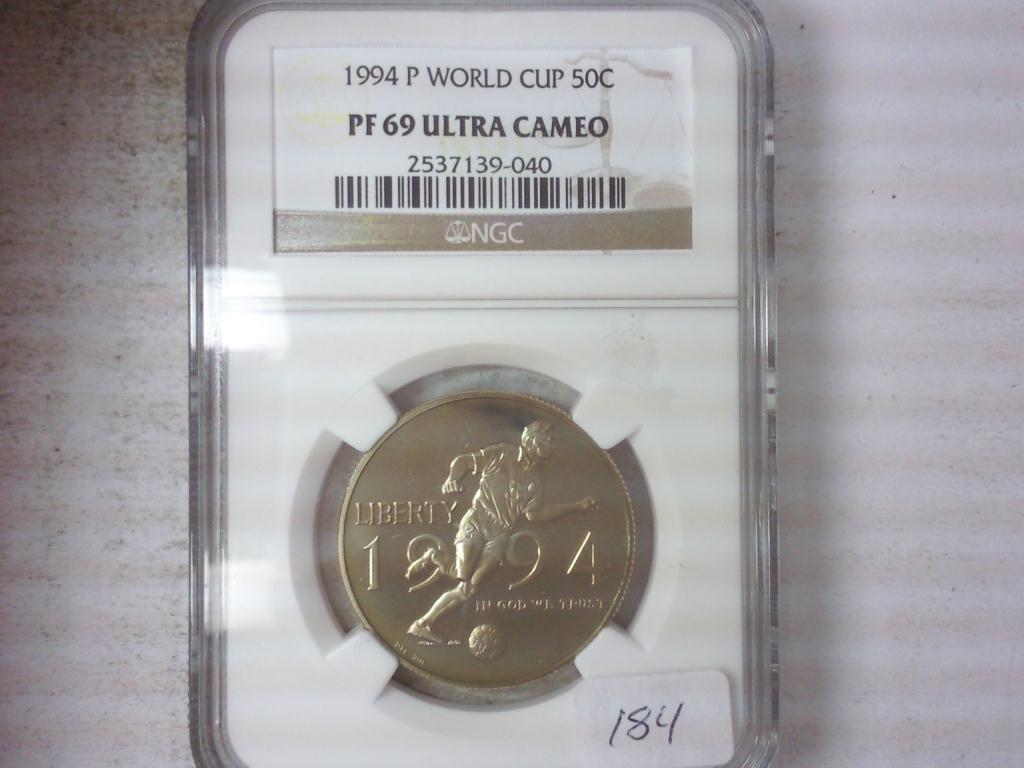 1994 P WORLD CUP 50C
PF 69 ULTRA CAMEO
2537139-040
NGC
LIBERTY
1994
IN GOD WE TRUST
184